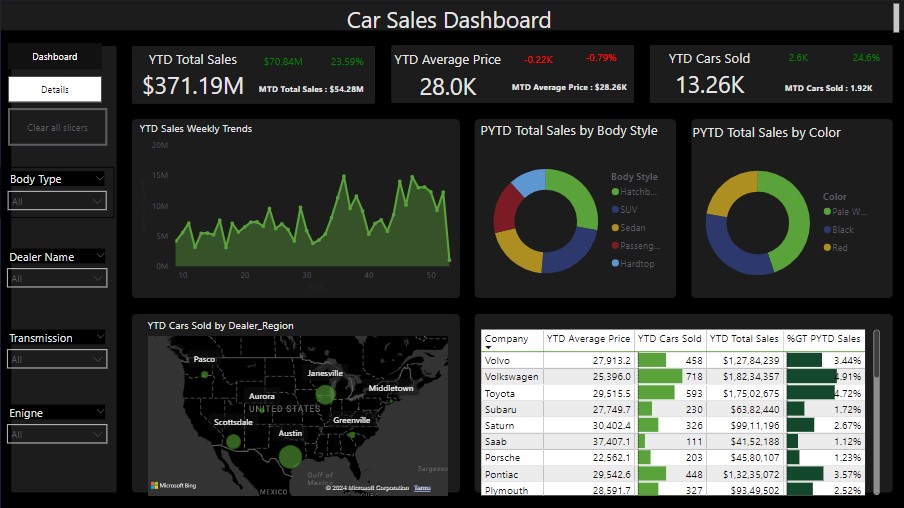 Car Sales Dashboard
Dashboard
Details
Clear all slicers
Body Type
All
Dealer Name
All
Transmission
All
Enigne
All
YTD Total Sales
$70.84M 23.59%
$371.19M
MTD Total Sales : $54.28M
YTD Average Price
-0.22K -0.79%
28.0K
MTD Average Price : $28.26K
YTD Cars Sold
2.6K 24.6%
13.26K
MTD Cars Sold : 1.92K
YTD Sales Weekly Trends
20M
15M
10M
5M
0M
10 20 30 40 50
PYTD Total Sales by Body Style
Body Style
Hatchb...
SUV
Sedan
Passeng...
Hardtop
PYTD Total Sales by Color
Color
Pale W...
Black
Red
YTD Cars Sold by Dealer_Region
Pasco
Janesville
Middletown
Aurora
UNITED STATES
Scottsdale
Greenville
Austin
Gulf of
Mexico
Sargasso
MEXICO
Microsoft Bing
© 2024 Microsoft Corporation Terms
Company YTD Average Price YTD Cars Sold YTD Total Sales %GT PYTD Sales
Volvo 27,913.2 458 $1,27,84,239 3.44%
Volkswagen 25,396.0 718 $1,82,34,357 4.91%
Toyota 29,515.5 593 $1,75,02,675 4.72%
Subaru 27,749.7 230 $63,82,440 1.72%
Saturn 30,402.4 326 $99,11,196 2.67%
Saab 37,407.1 111 $41,52,188 1.12%
Porsche 22,562.1 203 $45,80,107 1.23%
Pontiac 29,542.6 448 $1,32,35,072 3.57%
Plymouth 28,591.7 327 $93,49,502 2.52%